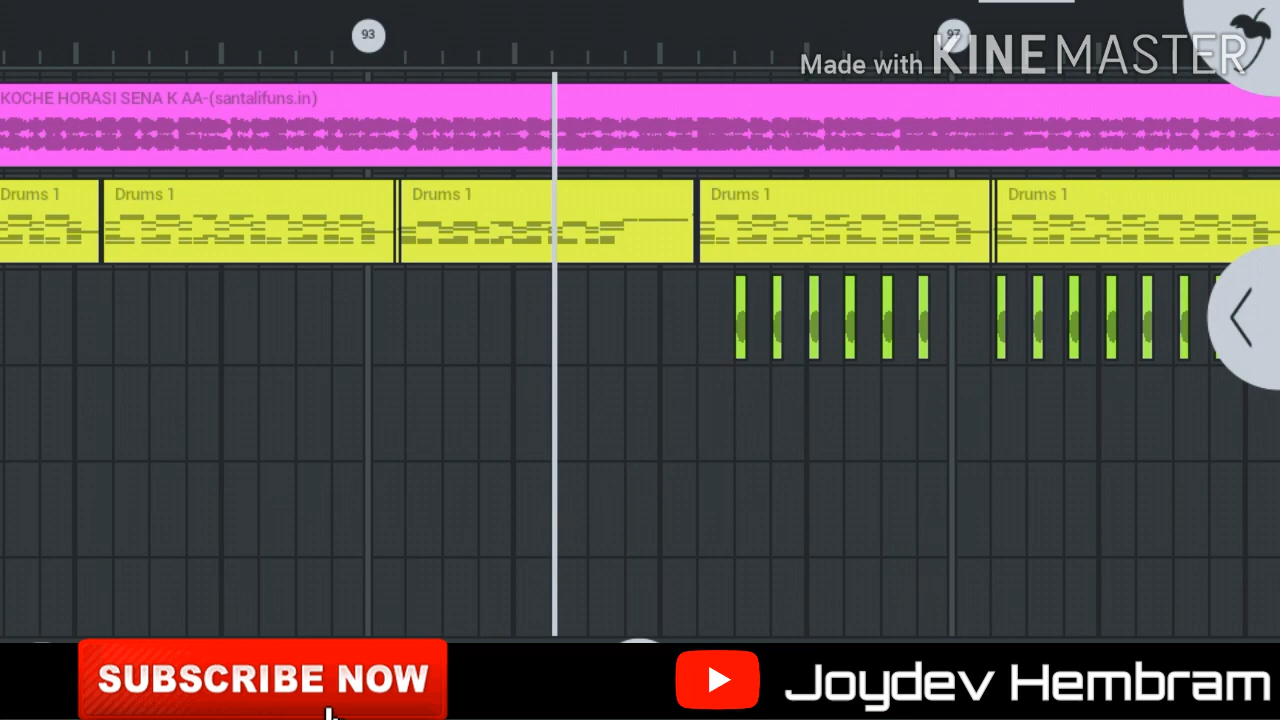 93
97
Made with KINEMASTER
KOCHE HORASI SENA K AA-(santalifuns.in)
Drums 1 Drums 1 Drums 1 Drums 1 Drums 1
SUBSCRIBE NOW
Joydev Hembram